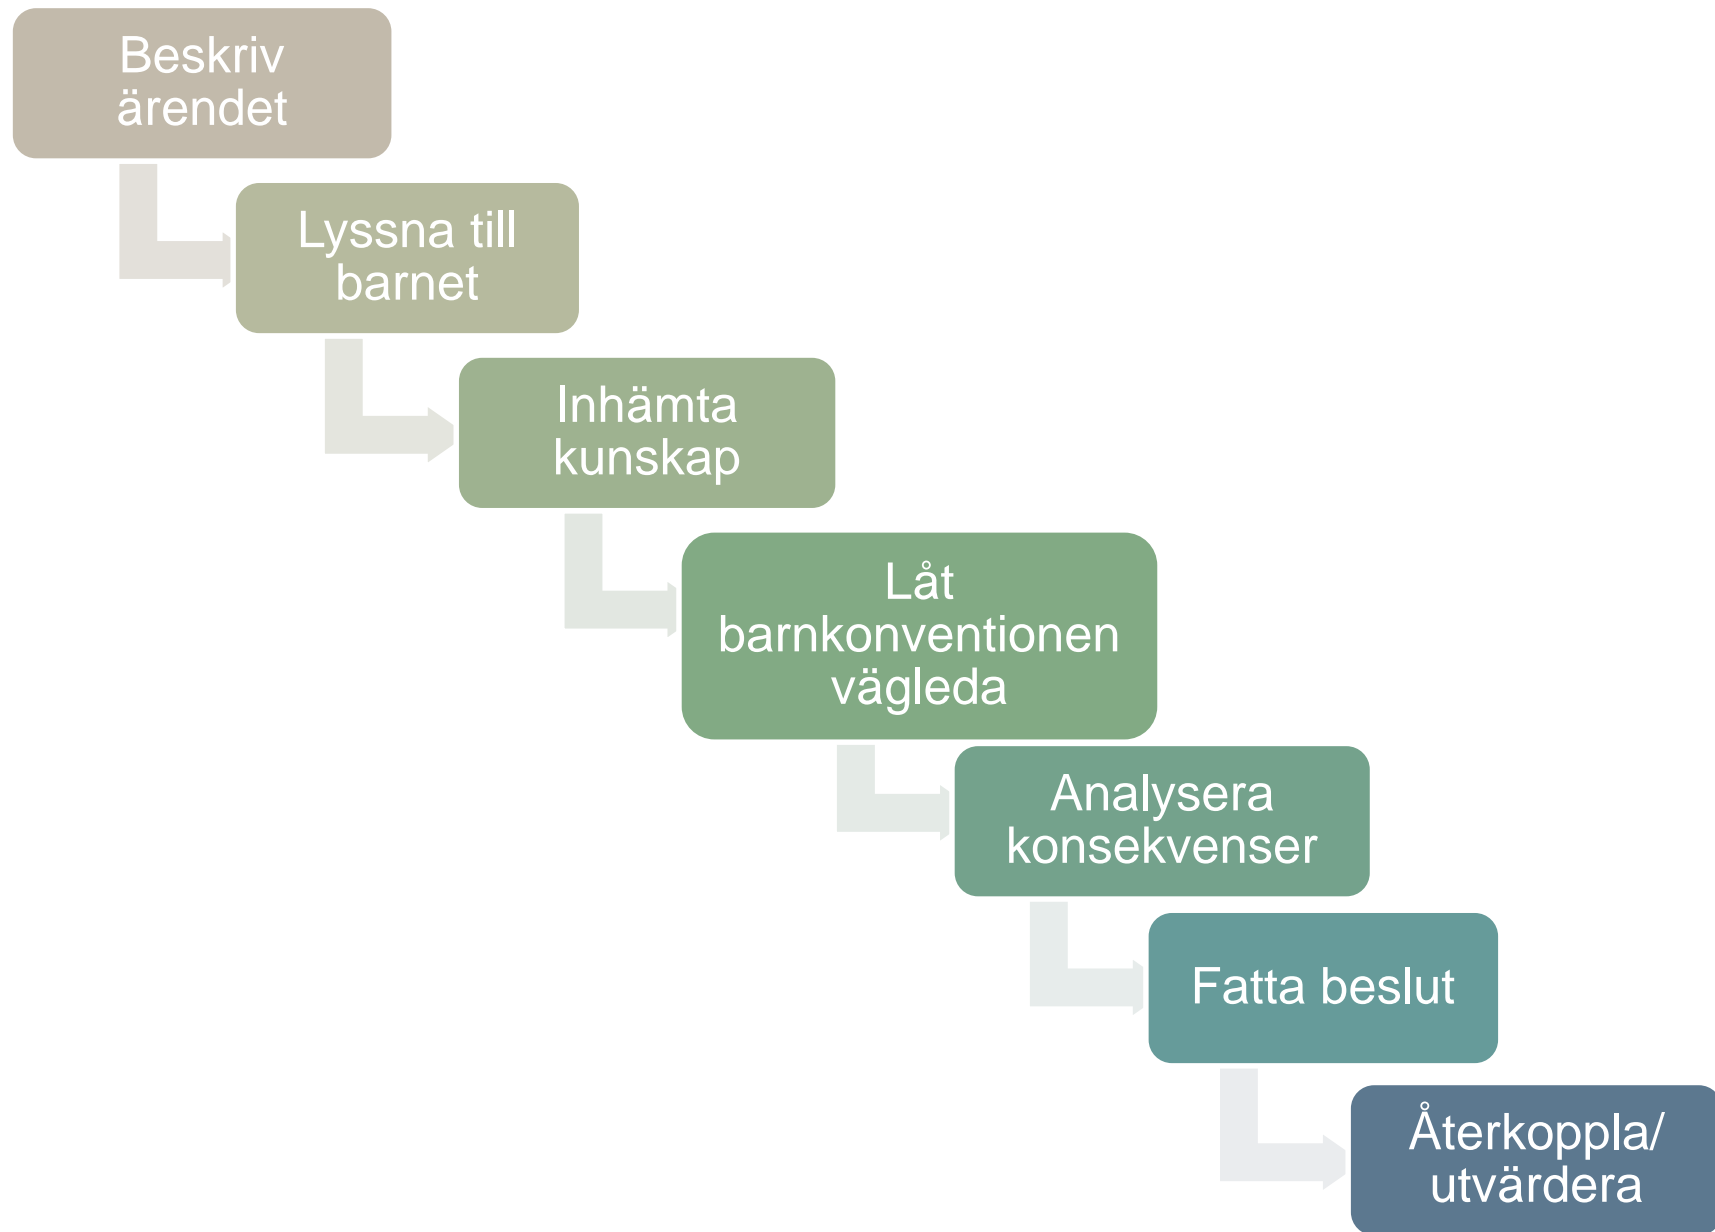 Beskriv
ärendet
Lyssna till
barnet
Inhämta
kunskap
Låt
barnkonventionen
vägleda
Analysera
konsekvenser
Fatta beslut
Återkoppla/
utvärdera